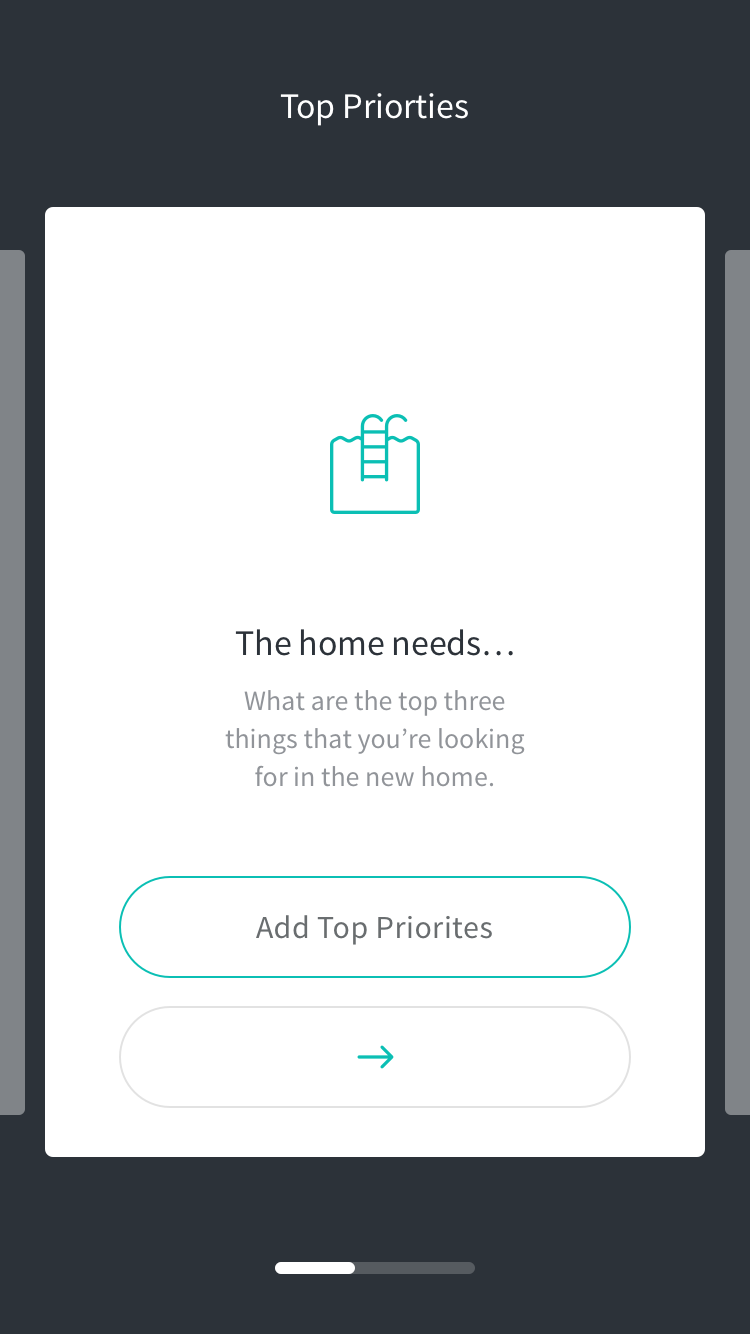 Top Priorties
The home needs…
What are the top three
things that you’re looking
for in the new home.
Add Top Priorites